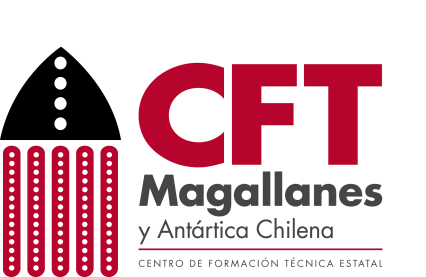 CFT
Magallanes
y Antártica Chilena
CENTRO DE FORMACIÓN TÉCNICA ESTATAL